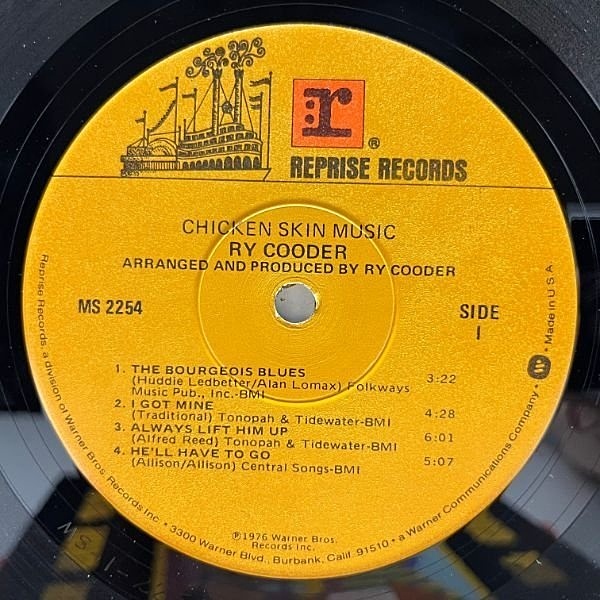 r
®
REPRISE RECORDS
CHICKEN SKIN MUSIC
RY COODER
ARRANGED AND PRODUCED BY RY COODER
MS 2254
SIDE
1
1. THE BOURGEOIS BLUES 3:22
(Huddie Ledbetter/Alan Lomax) Folkways
Music Pub., Inc.-BMI
2. I GOT MINE 4:28
(Traditional) Tonopah & Tidewater-BMI
3. ALWAYS LIFT HIM UP 6:01
(Alfred Reed) Tonopah & Tidewater-BMI
4. HE'LL HAVE TO GO 5:07
(Allison/Allison) Central Songs-BMI
℗1976 Warner Bros.
Records Inc.
Reprise Records, a division of Warner Bros. Records Inc. • 3300 Warner Blvd., Burbank, Calif. 91510 • a Warner Communications Company • W • Made in U.S.A.